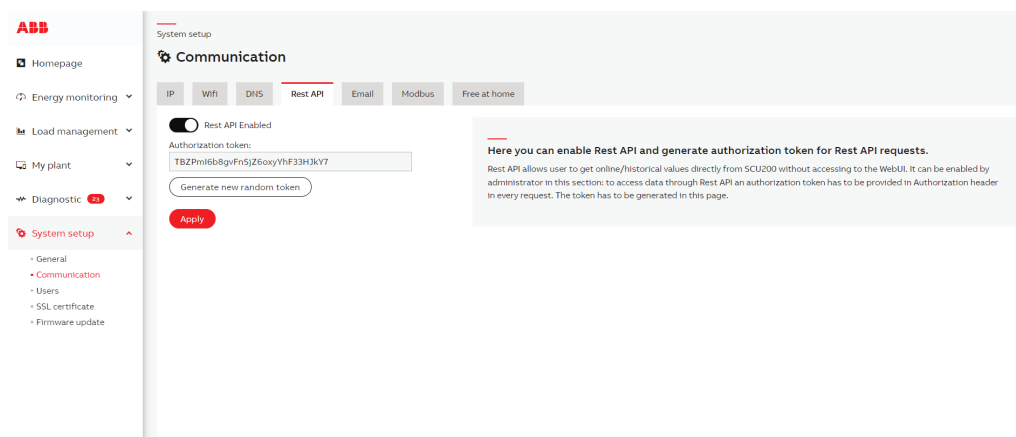 ABB
Homepage
Energy monitoring
Load management
My plant
Diagnostic 23
System setup
General
Communication
Users
SSL certificate
Firmware update
System setup
Communication
IP Wifi DNS Rest API Email Modbus Free at home
Rest API Enabled
Authorization token:
TBZPmI6b8gvFnSjZ6oxyYhF33HJkY7
Generate new random token
Apply
Here you can enable Rest API and generate authorization token for Rest API requests.
Rest API allows user to get online/historical values directly from SCU200 without accessing to the WebUI. It can be enabled by
administrator in this section: to access data through Rest API an authorization token has to be provided in Authorization header
in every request. The token has to be generated in this page.